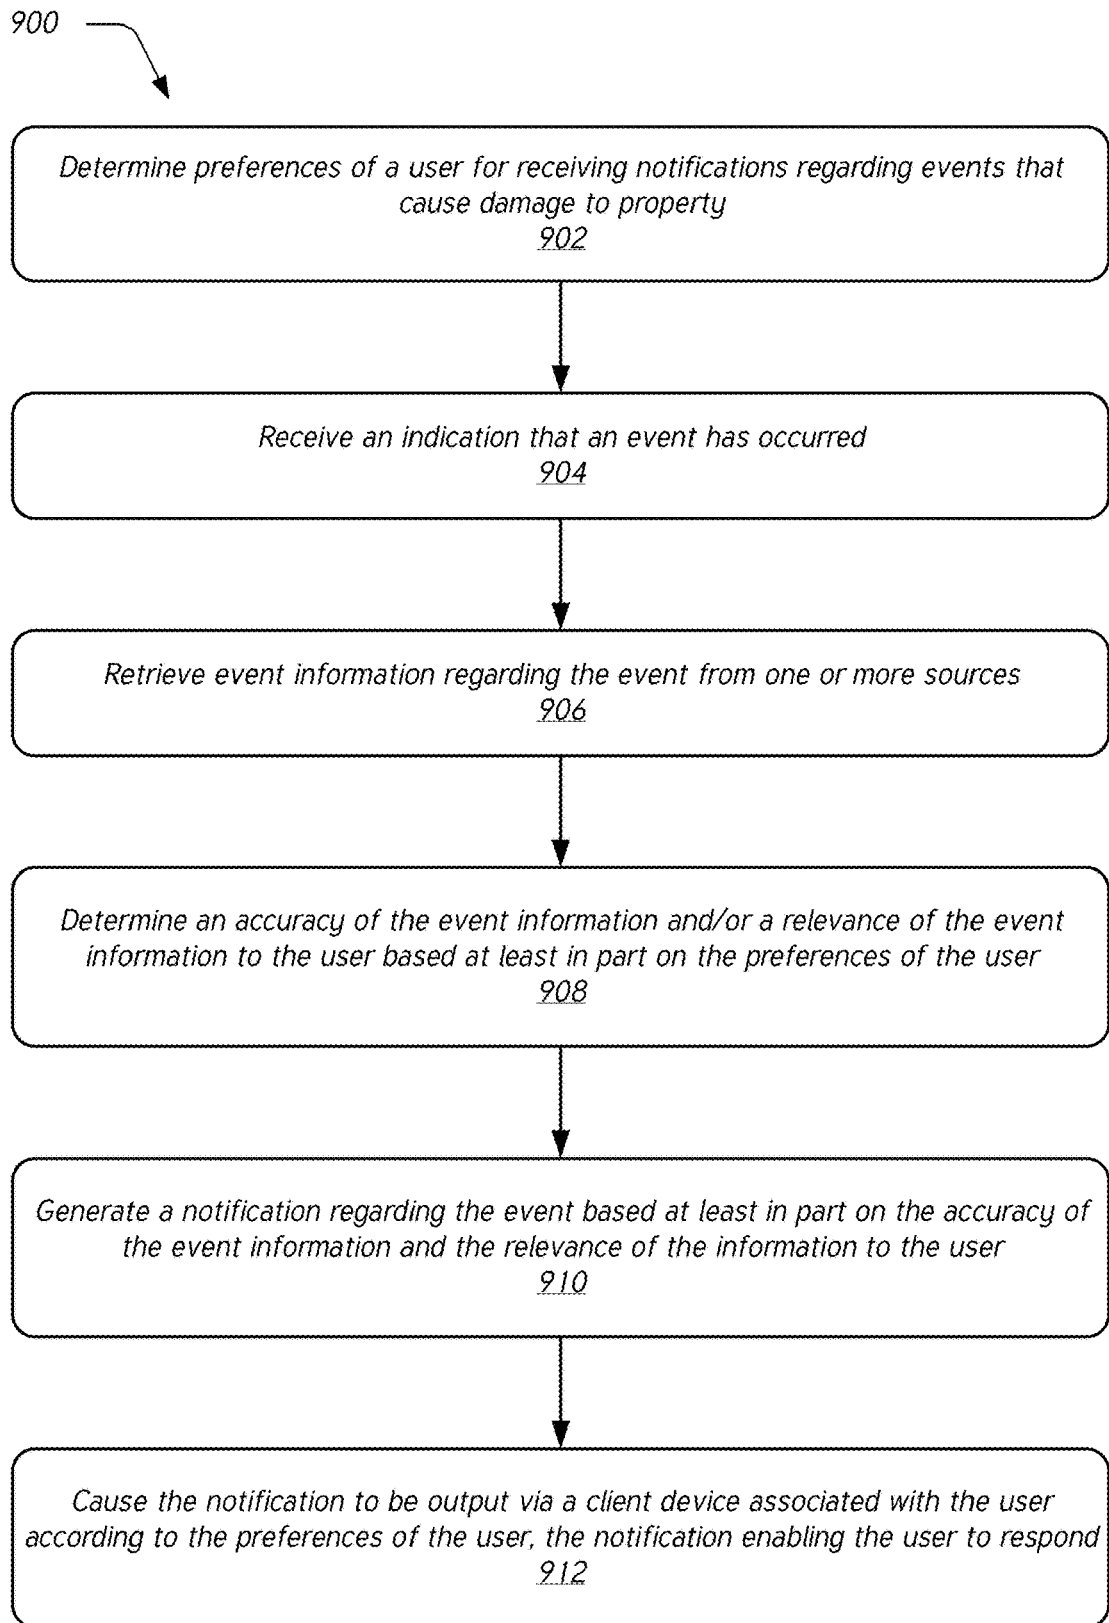 900
Determine preferences of a user for receiving notifications regarding events that
cause damage to property
902
Receive an indication that an event has occurred
904
Retrieve event information regarding the event from one or more sources
906
Determine an accuracy of the event information and/or a relevance of the event
information to the user based at least in part on the preferences of the user
908
Generate a notification regarding the event based at least in part on the accuracy of
the event information and the relevance of the information to the user
910
Cause the notification to be output via a client device associated with the user
according to the preferences of the user, the notification enabling the user to respond
912